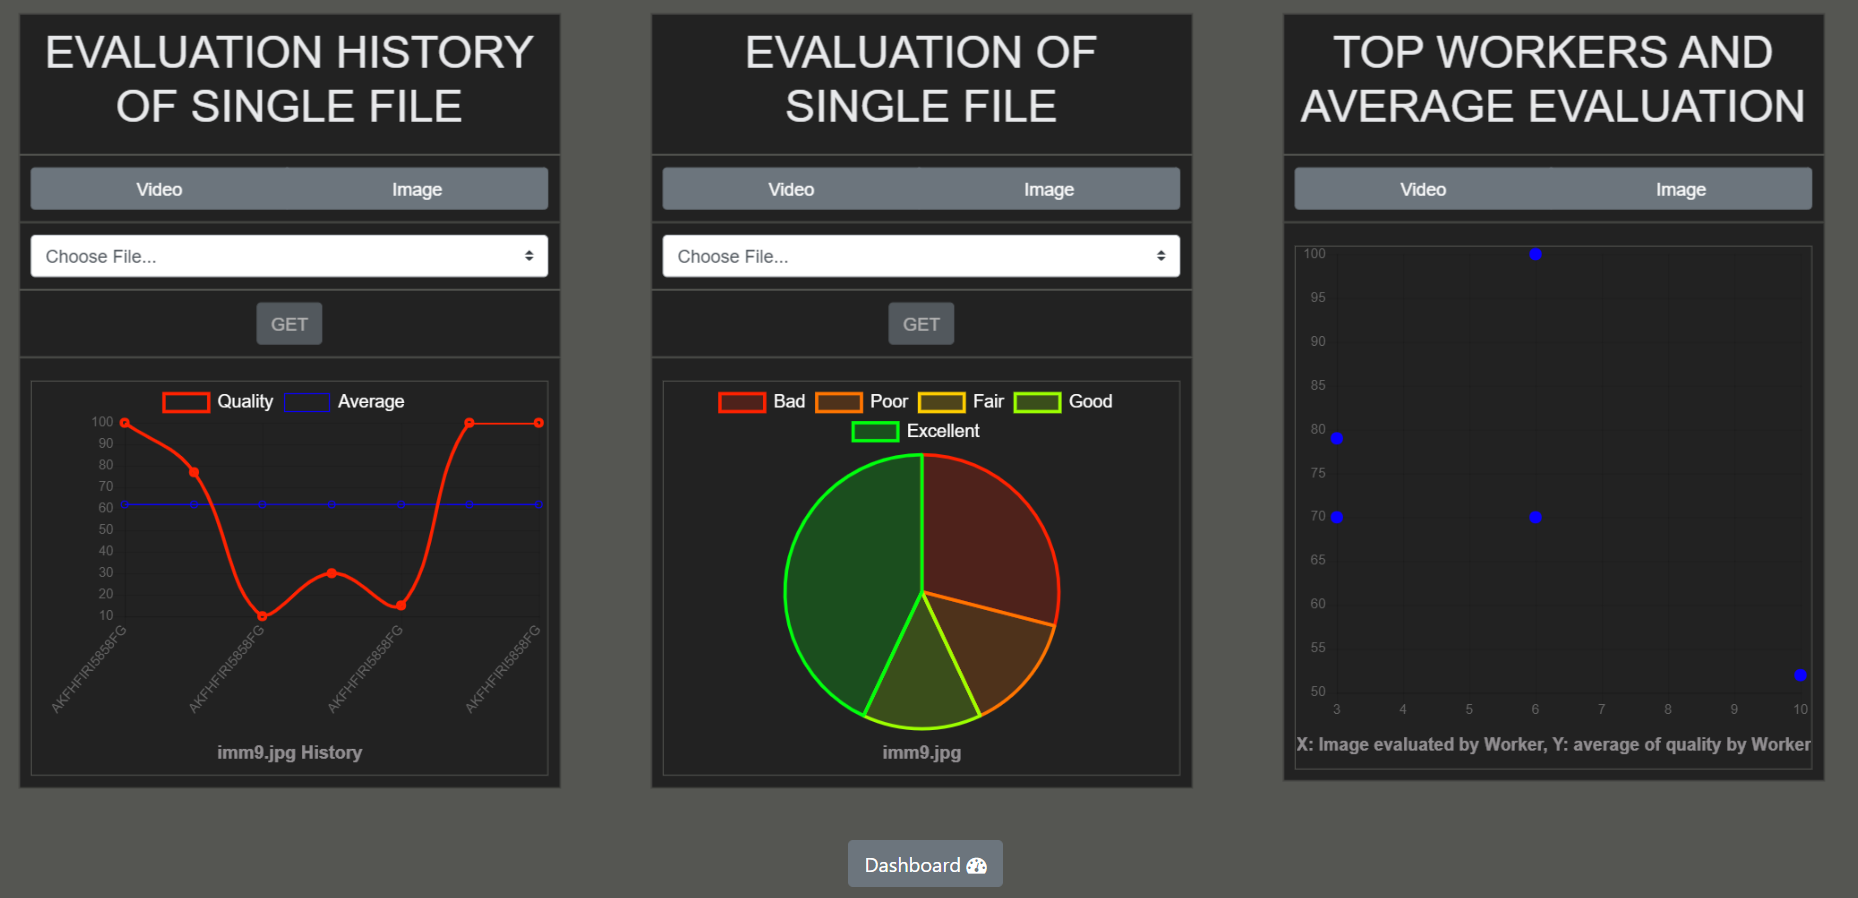 EVALUATION HISTORY
OF SINGLE FILE
Video
Image
Choose File...
GET
Quality
Average
100
90
80
70
60
50
40
30
20
10
AKFHFIRI5858FG
AKFHFIRI5858FG
AKFHFIRI5858FG
AKFHFIRI5858FG
imm9.jpg History
EVALUATION OF
SINGLE FILE
Video
Image
Choose File...
GET
Bad
Poor
Fair
Good
Excellent
imm9.jpg
TOP WORKERS AND
AVERAGE EVALUATION
Video
Image
100
95
90
85
80
75
70
65
60
55
50
3 4 5 6 7 8 9 10
X: Image evaluated by Worker, Y: average of quality by Worker
Dashboard